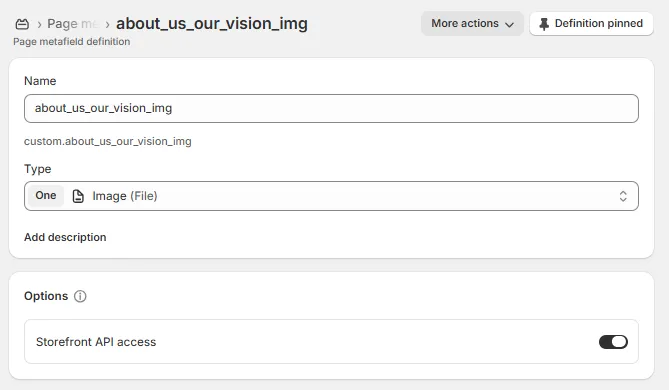 Page me > about_us_our_vision_img
More actions
Definition pinned
Page metafield definition
Name
about_us_our_vision_img
custom.about_us_our_vision_img
Type
One Image (File)
Add description
Options
Storefront API access